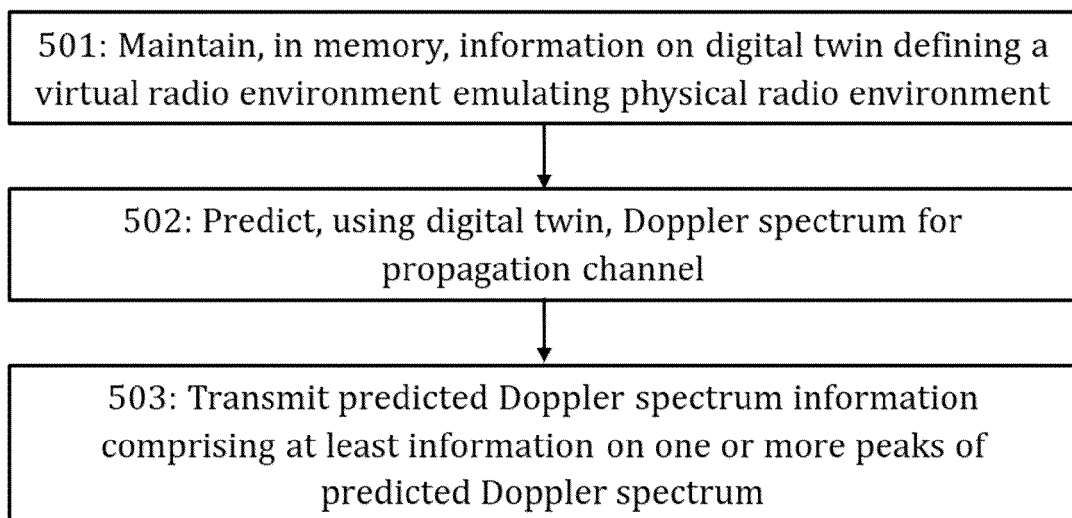 501: Maintain, in memory, information on digital twin defining a
virtual radio environment emulating physical radio environment
502: Predict, using digital twin, Doppler spectrum for
propagation channel
503: Transmit predicted Doppler spectrum information
comprising at least information on one or more peaks of
predicted Doppler spectrum